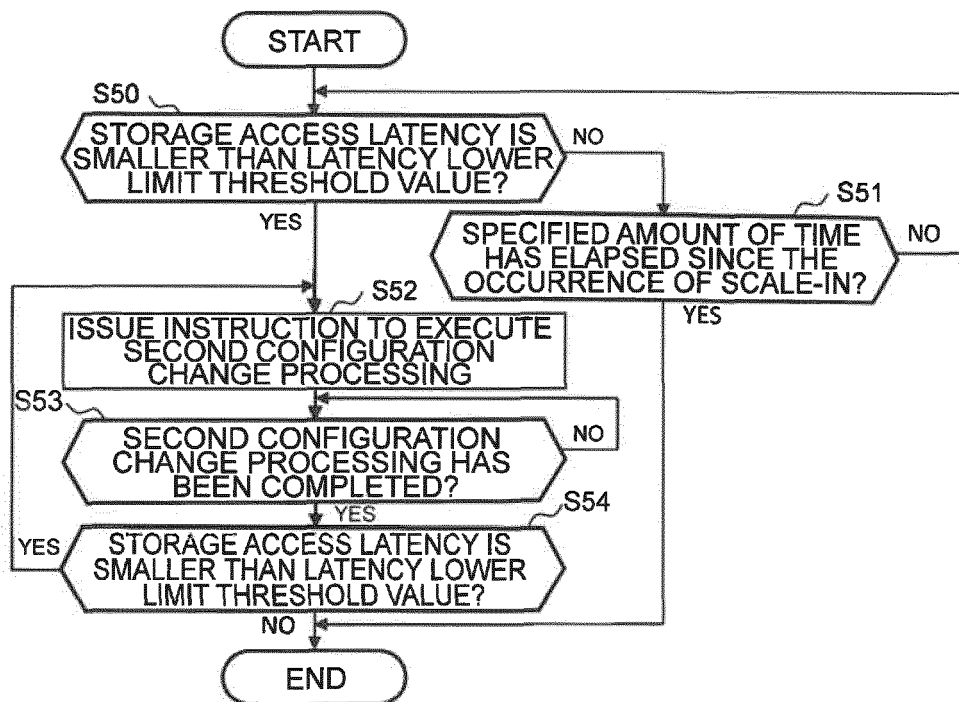 START
S50
STORAGE ACCESS LATENCY IS
SMALLER THAN LATENCY LOWER
LIMIT THRESHOLD VALUE?
NO
YES
S51
SPECIFIED AMOUNT OF TIME
HAS ELAPSED SINCE THE
OCCURRENCE OF SCALE-IN?
NO
YES
S52
ISSUE INSTRUCTION TO EXECUTE
SECOND CONFIGURATION
CHANGE PROCESSING
S53
SECOND CONFIGURATION
CHANGE PROCESSING HAS
BEEN COMPLETED?
NO
YES
S54
STORAGE ACCESS LATENCY IS
SMALLER THAN LATENCY LOWER
LIMIT THRESHOLD VALUE?
YES
NO
END